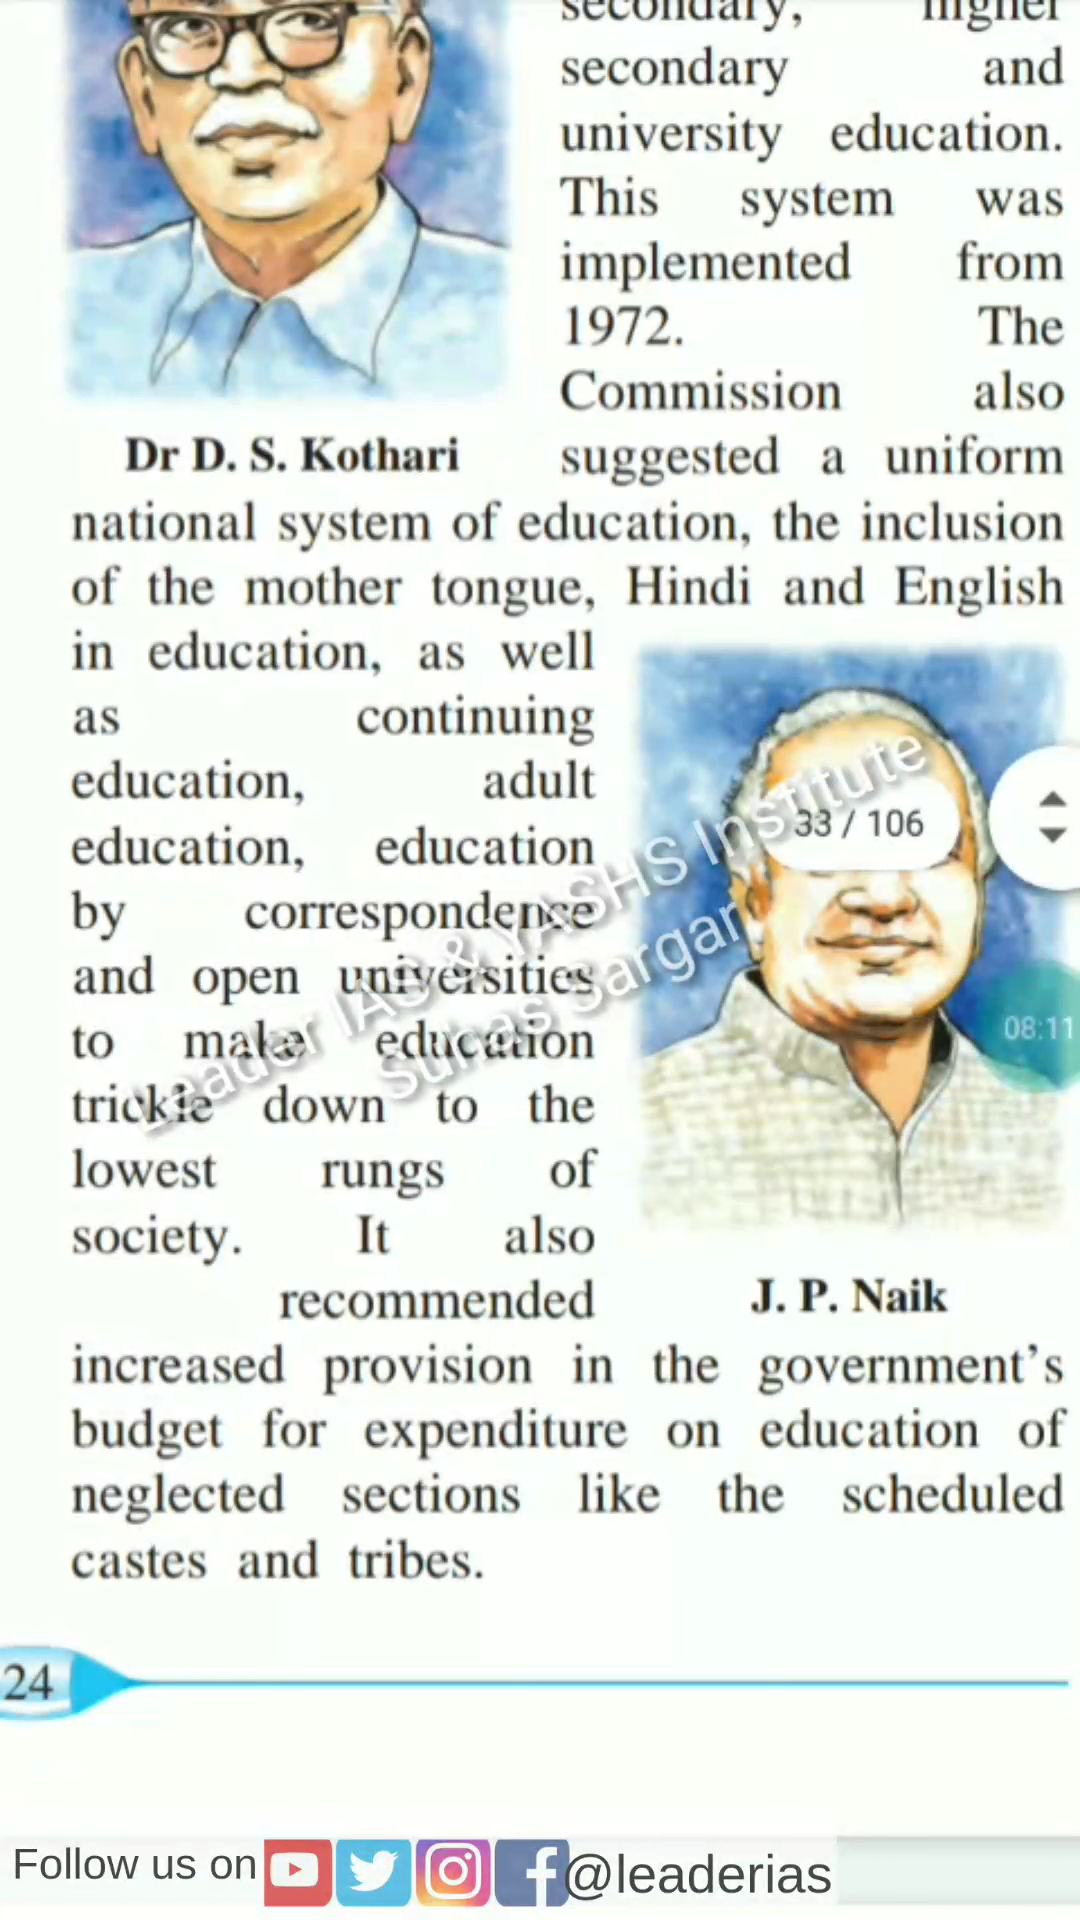 secondary, higher
secondary and
university education.
This system was
implemented from
1972. The
Commission also
suggested a uniform
Dr D. S. Kothari
national system of education, the inclusion
of the mother tongue, Hindi and English
in education, as well
as continuing
education, adult
education, education
by correspondence
and open universities
to make education
trickle down to the
lowest rungs of
society. It also
recommended
J. P. Naik
increased provision in the government's
budget for expenditure on education of
neglected sections like the scheduled
castes and tribes.
33 / 106
08:11
Leader IAS & YASHS Institute
Suhas Sargar
24
Follow us on
@leaderias